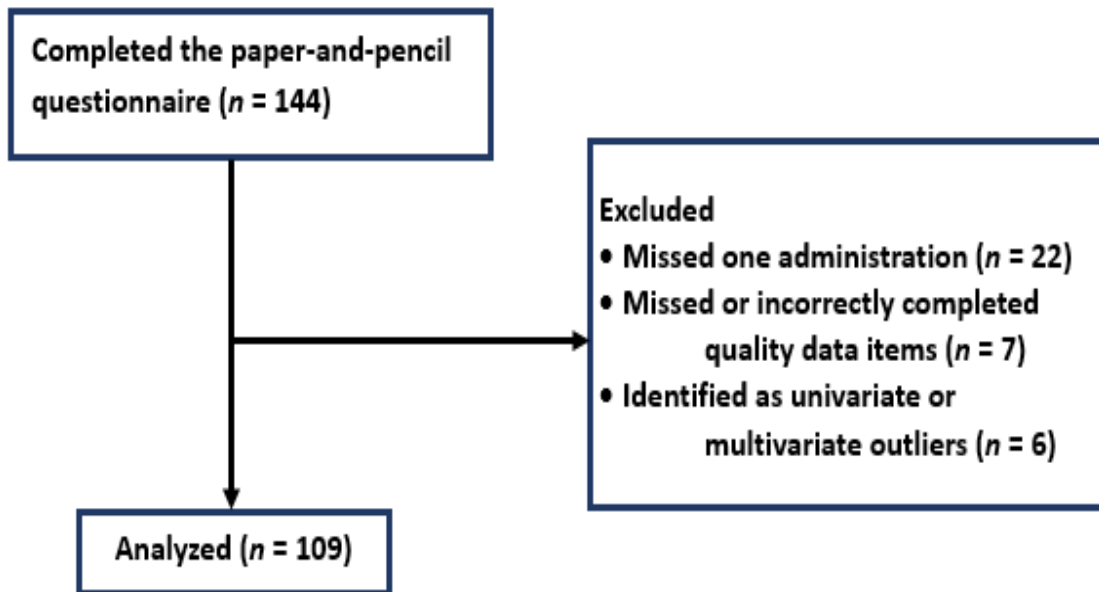 Completed the paper-and-pencil
questionnaire (n = 144)
Excluded
• Missed one administration (n = 22)
• Missed or incorrectly completed
quality data items (n = 7)
• Identified as univariate or
multivariate outliers (n = 6)
Analyzed (n = 109)